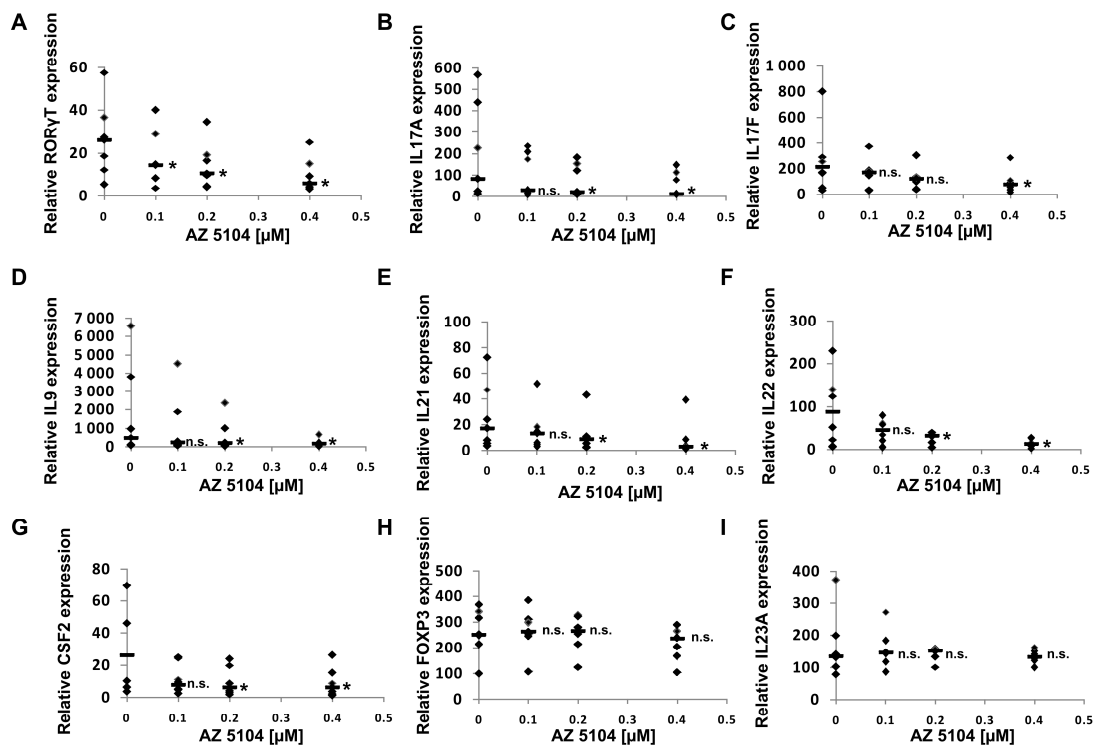 A
Relative RORγT expression
60
40
20
0
0 0.1 0.2 0.3 0.4 0.5
* * *
AZ 5104 [µM]
B
Relative IL17A expression
600
500
400
300
200
100
0
0 0.1 0.2 0.3 0.4 0.5
n.s. * *
AZ 5104 [µM]
C
Relative IL17F expression
1 000
800
600
400
200
0
0 0.1 0.2 0.3 0.4 0.5
n.s. n.s. *
AZ 5104 [µM]
D
Relative IL9 expression
7 000
6 000
5 000
4 000
3 000
2 000
1 000
0
0 0.1 0.2 0.3 0.4 0.5
n.s. * *
AZ 5104 [µM]
E
Relative IL21 expression
100
80
60
40
20
0
0 0.1 0.2 0.3 0.4 0.5
n.s. * *
AZ 5104 [µM]
F
Relative IL22 expression
300
200
100
0
0 0.1 0.2 0.3 0.4 0.5
n.s. * *
AZ 5104 [µM]
G
Relative CSF2 expression
80
60
40
20
0
0 0.1 0.2 0.3 0.4 0.5
n.s. * *
AZ 5104 [µM]
H
Relative FOXP3 expression
500
400
300
200
100
0
0 0.1 0.2 0.3 0.4 0.5
n.s. n.s. n.s.
AZ 5104 [µM]
I
Relative IL23A expression
400
300
200
100
0
0 0.1 0.2 0.3 0.4 0.5
n.s. n.s. n.s.
AZ 5104 [µM]